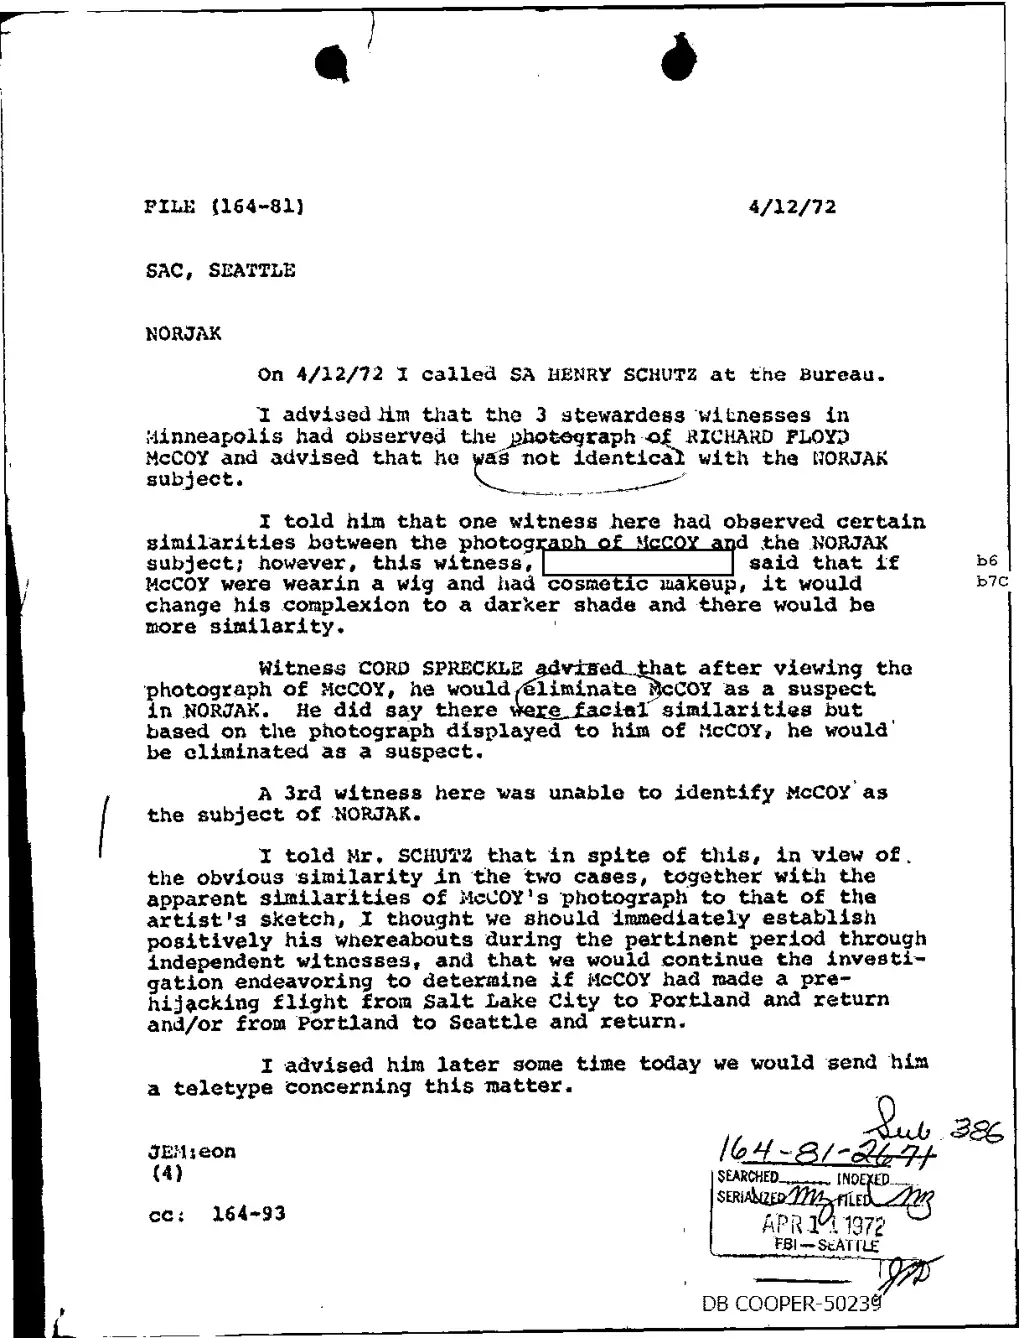 FILE (164-81) 4/12/72
SAC, SEATTLE
NORJAK
On 4/12/72 I called SA HENRY SCHUTZ at the Bureau.
I advised him that the 3 stewardess witnesses in
Minneapolis had observed the photograph of RICHARD FLOYD
McCOY and advised that he was not identical with the NORJAK
subject.
I told him that one witness here had observed certain
similarities between the photograph of McCOY and the NORJAK
subject; however, this witness, said that if
McCOY were wearin a wig and had cosmetic makeup, it would
change his complexion to a darker shade and there would be
more similarity.
b6
b7C
Witness CORD SPRECKLE advised that after viewing the
photograph of McCOY, he would eliminate McCOY as a suspect
in NORJAK. He did say there were facial similarities but
based on the photograph displayed to him of McCOY, he would
be eliminated as a suspect.
A 3rd witness here was unable to identify McCOY as
the subject of NORJAK.
I told Mr. SCHUTZ that in spite of this, in view of
the obvious similarity in the two cases, together with the
apparent similarities of McCOY's photograph to that of the
artist's sketch, I thought we should immediately establish
positively his whereabouts during the pertinent period through
independent witnesses, and that we would continue the investi-
gation endeavoring to determine if McCOY had made a pre-
hijacking flight from Salt Lake City to Portland and return
and/or from Portland to Seattle and return.
I advised him later some time today we would send him
a teletype concerning this matter.
JEM:eon
(4)
cc: 164-93
Sub 386
164-81-2671
SEARCHED INDEXED
SERIALIZED FILED
APR 1972
FBI — SEATTLE
DB COOPER-50239